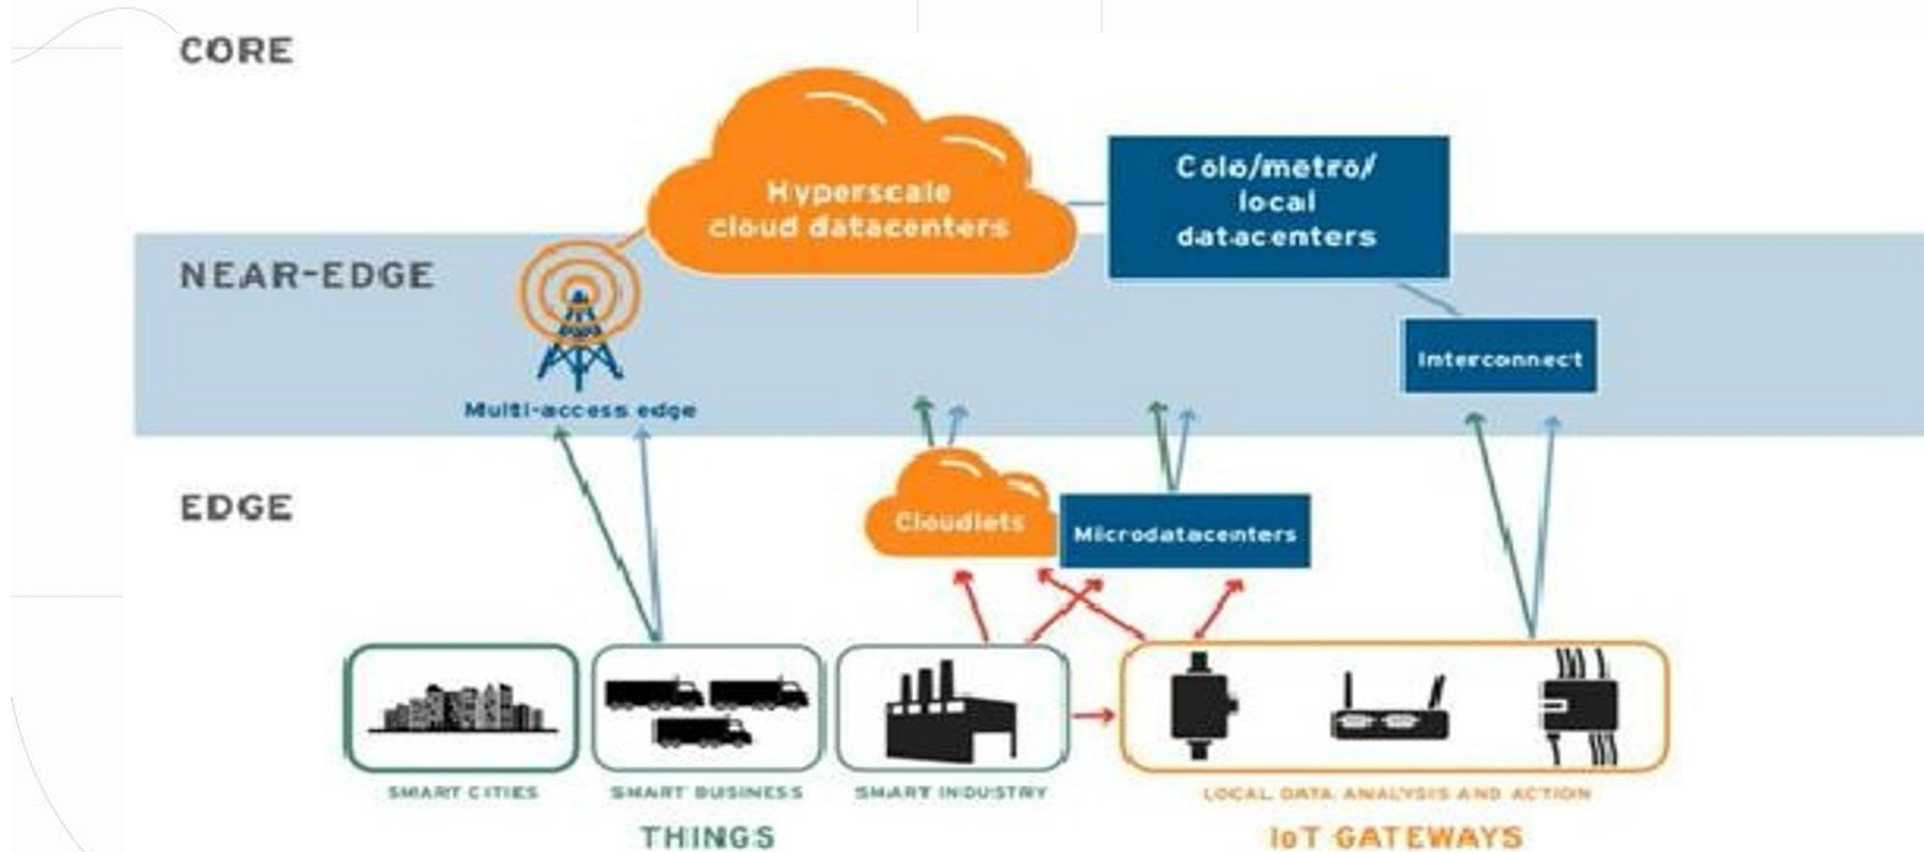 CORE
Hyperscale
cloud datacenters
Colo/metro/
local
datacenters
NEAR-EDGE
Interconnect
Multi-access edge
EDGE
Cloudlets
Microdatacenters
SMART CITIES
SMART BUSINESS
SMART INDUSTRY
LOCAL DATA ANALYSIS AND ACTION
THINGS
IoT GATEWAYS